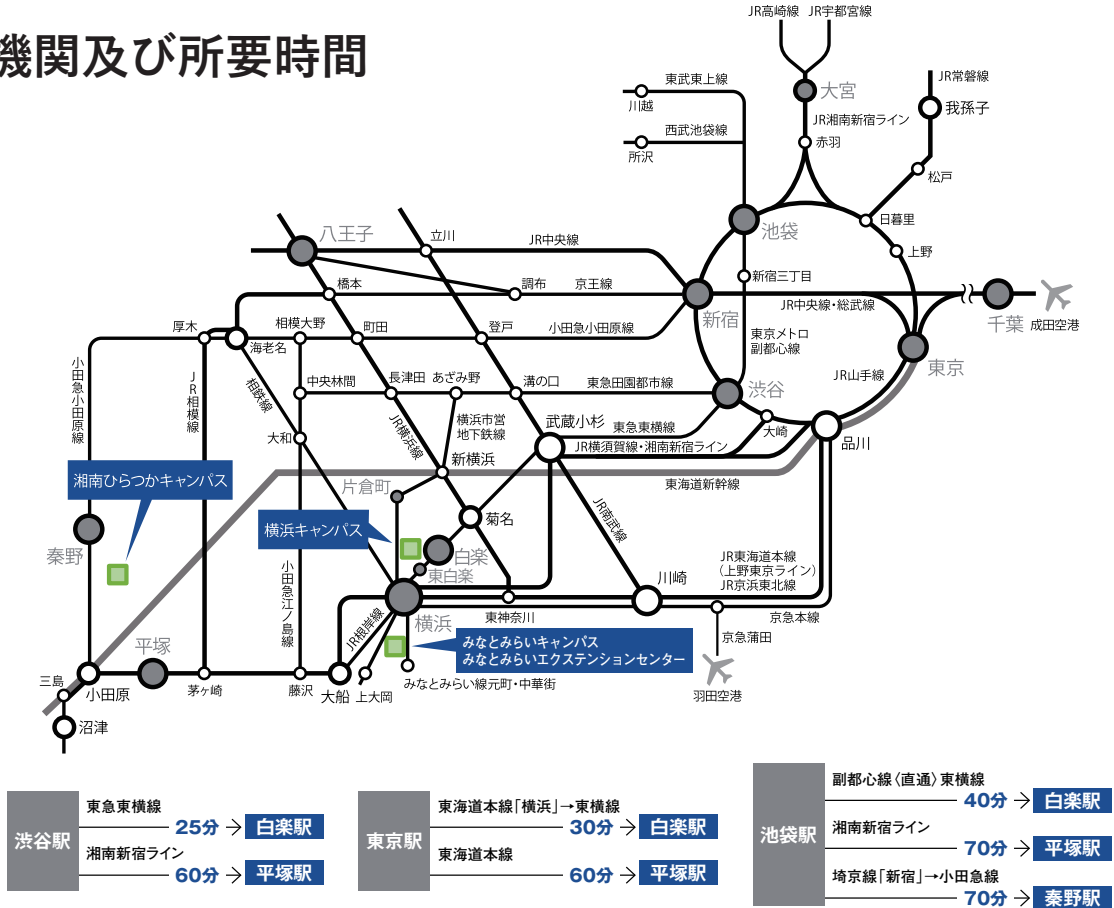 機関及び所要時間
JR高崎線 JR宇都宮線
大宮
JR常磐線
東武東上線
川越
我孫子
JR湘南新宿ライン
西武池袋線
赤羽
所沢
松戸
池袋
日暮里
八王子
立川
JR中央線
上野
新宿三丁目
橋本
調布
京王線
JR中央線・総武線
千葉
成田空港
新宿
厚木
相模大野
町田
登戸
小田急小田原線
海老名
東京メトロ
副都心線
東京
小田急小田原線
JR相模線
相鉄線
中央林間
長津田
あざみ野
溝の口
東急田園都市線
渋谷
JR山手線
JR横浜線
横浜市営
地下鉄線
武蔵小杉
東急東横線
大崎
大和
JR横須賀線・湘南新宿ライン
品川
新横浜
湘南ひらつかキャンパス
片倉町
東海道新幹線
横浜キャンパス
菊名
JR南武線
秦野
白楽
東白楽
川崎
JR東海道本線
(上野東京ライン)
JR京浜東北線
小田急江ノ島線
横浜
東神奈川
京急本線
JR根岸線
京急蒲田
平塚
みなとみらいキャンパス
みなとみらいエクステンションセンター
三島
小田原
茅ヶ崎
藤沢
大船
上大岡
みなとみらい線元町・中華街
羽田空港
沼津
渋谷駅
東急東横線
25分
白楽駅
湘南新宿ライン
60分
平塚駅
東京駅
東海道本線「横浜」→東横線
30分
白楽駅
東海道本線
60分
平塚駅
池袋駅
副都心線〈直通〉東横線
40分
白楽駅
湘南新宿ライン
70分
平塚駅
埼京線「新宿」→小田急線
70分
秦野駅